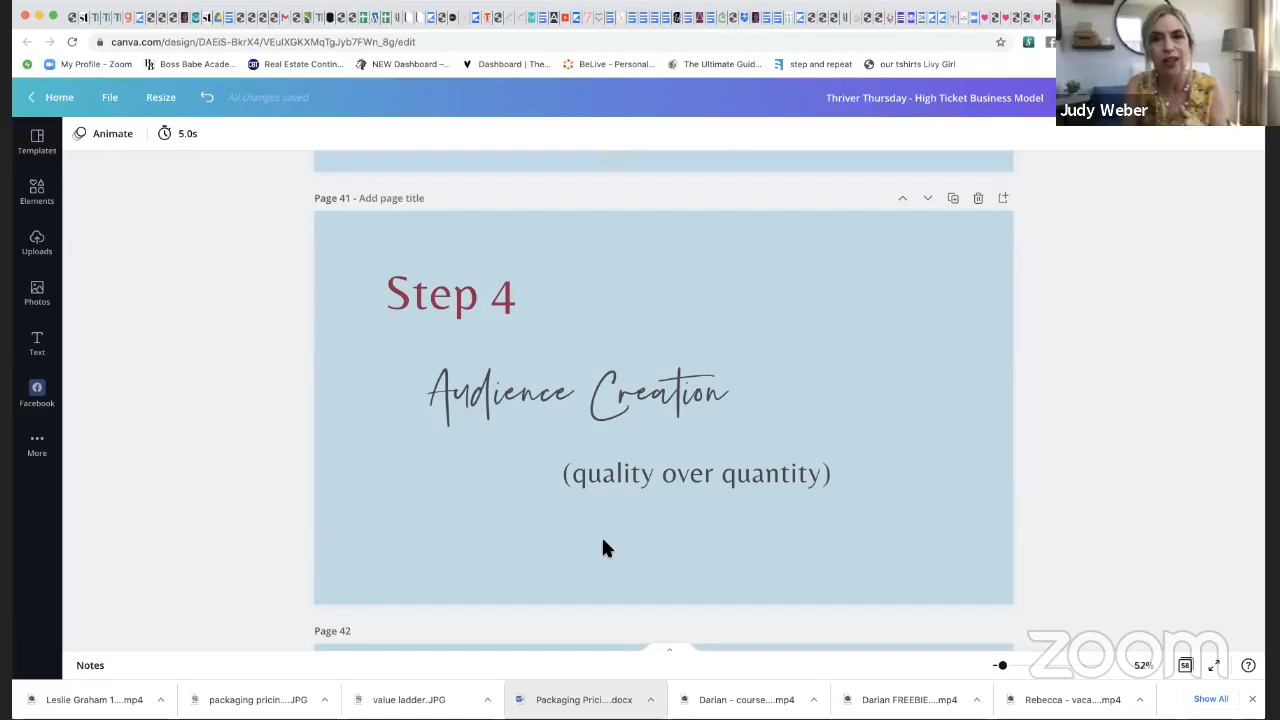 canva.com/design/DAEiS-BkrX4/VEuIXGKXMqTgJybZFWn_8g/edit
My Profile - Zoom
Boss Babe Acade...
Real Estate Contin...
NEW Dashboard –...
Dashboard | The...
BeLive - Personal...
The Ultimate Guid...
step and repeat
our tshirts Livy Girl
Home
File
Resize
All changes saved
Thriver Thursday - High Ticket Business Model
Judy Weber
Animate
5.0s
Templates
Elements
Uploads
Photos
Text
Facebook
More
Page 41 - Add page title
Step 4
Audience Creation
(quality over quantity)
Page 42
Notes
52%
58
zoom
Leslie Graham 1....mp4
packaging pricin....JPG
value ladder.JPG
Packaging Prici....docx
Darian - course....mp4
Darian FREEBIE....mp4
Rebecca - vaca....mp4
Show All